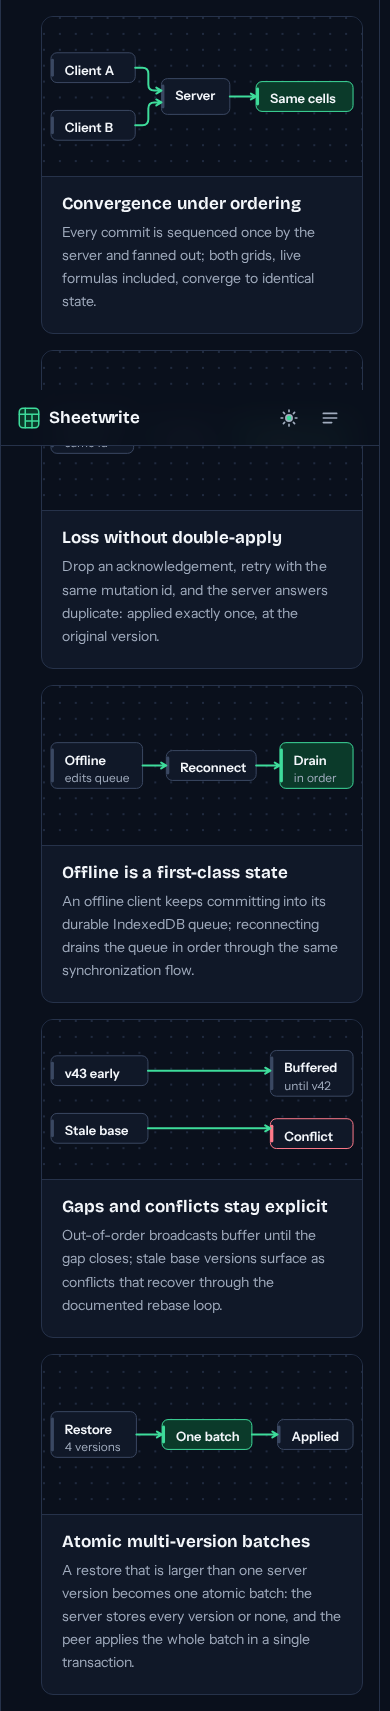 Client A
Client B
Server
Same cells
Convergence under ordering
Every commit is sequenced once by the
server and fanned out; both grids, live
formulas included, converge to identical
state.
Sheetwrite
Loss without double-apply
Drop an acknowledgement, retry with the
same mutation id, and the server answers
duplicate: applied exactly once, at the
original version.
Offline
edits queue
Reconnect
Drain
in order
Offline is a first-class state
An offline client keeps committing into its
durable IndexedDB queue; reconnecting
drains the queue in order through the same
synchronization flow.
v43 early
Buffered
until v42
Stale base
Conflict
Gaps and conflicts stay explicit
Out-of-order broadcasts buffer until the
gap closes; stale base versions surface as
conflicts that recover through the
documented rebase loop.
Restore
4 versions
One batch
Applied
Atomic multi-version batches
A restore that is larger than one server
version becomes one atomic batch: the
server stores every version or none, and the
peer applies the whole batch in a single
transaction.